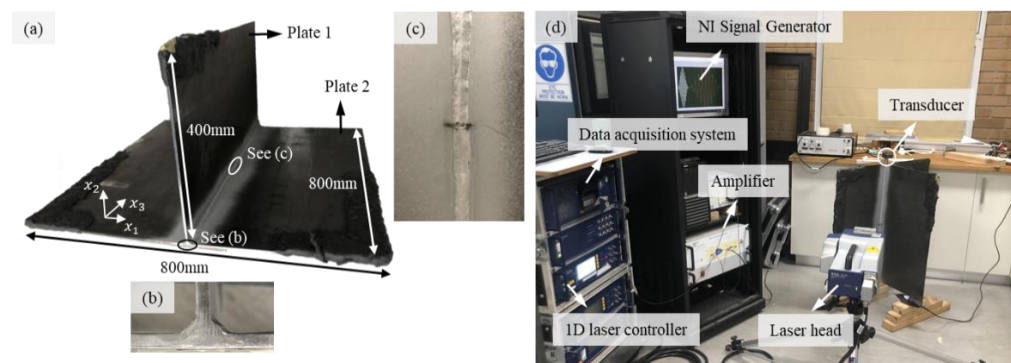 (a)
Plate 1
Plate 2
400mm
See (c)
800mm
x₂
x₃
x₁
See (b)
800mm
(b)
(c)
(d)
NI Signal Generator
Transducer
Data acquisition system
Amplifier
1D laser controller
Laser head